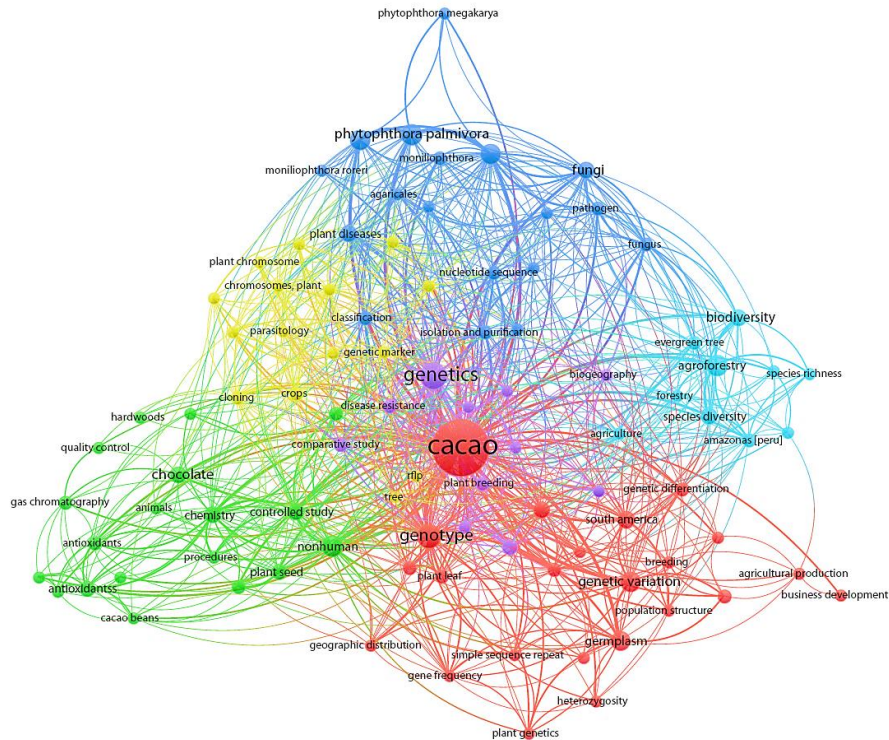 phytophthora megakarya
phytophthora palmivora
moniliophthora
moniliophthora roreri
fungi
agaricales
pathogen
plant diseases
fungus
plant chromosome
nucleotide sequence
chromosomes, plant
classification
biodiversity
parasitology
isolation and purification
evergreen tree
genetic marker
agroforestry
genetics
biogeography
species richness
cloning
crops
forestry
disease resistance
hardwoods
species diversity
agriculture
quality control
comparative study
cacao
amazonas [peru]
chocolate
rflp
plant breeding
genetic differentiation
tree
gas chromatography
animals
chemistry
controlled study
south america
genotype
antioxidants
nonhuman
procedures
breeding
plant seed
plant leaf
genetic variation
agricultural production
antioxidantss
business development
population structure
cacao beans
geographic distribution
germplasm
simple sequence repeat
gene frequency
heterozygosity
plant genetics